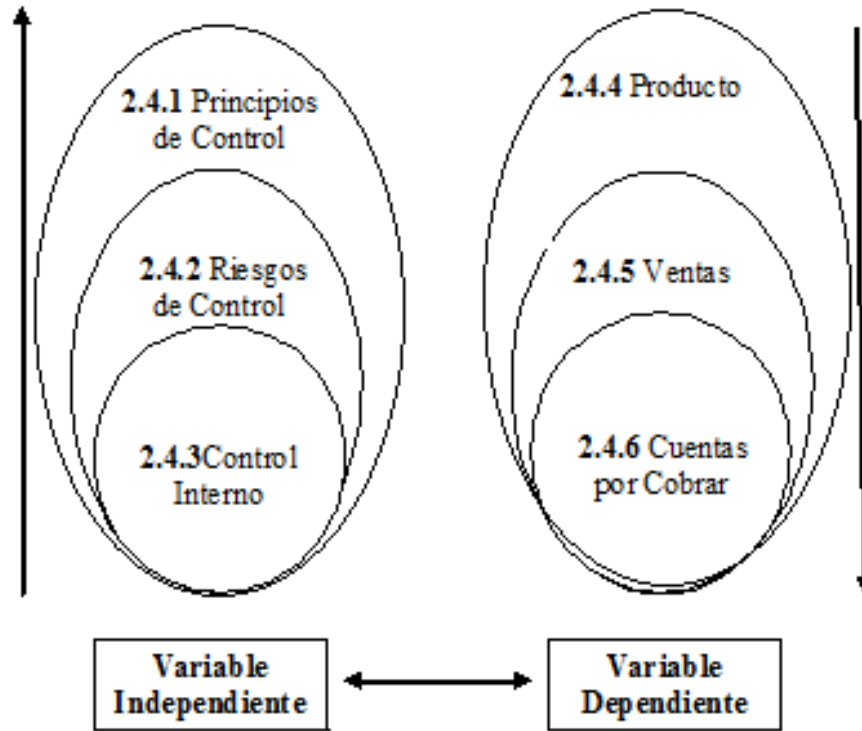 2.4.1 Principios
de Control
2.4.2 Riesgos
de Control
2.4.3Control
Interno
Variable
Independiente
2.4.4 Producto
2.4.5 Ventas
2.4.6 Cuentas
por Cobrar
Variable
Dependiente